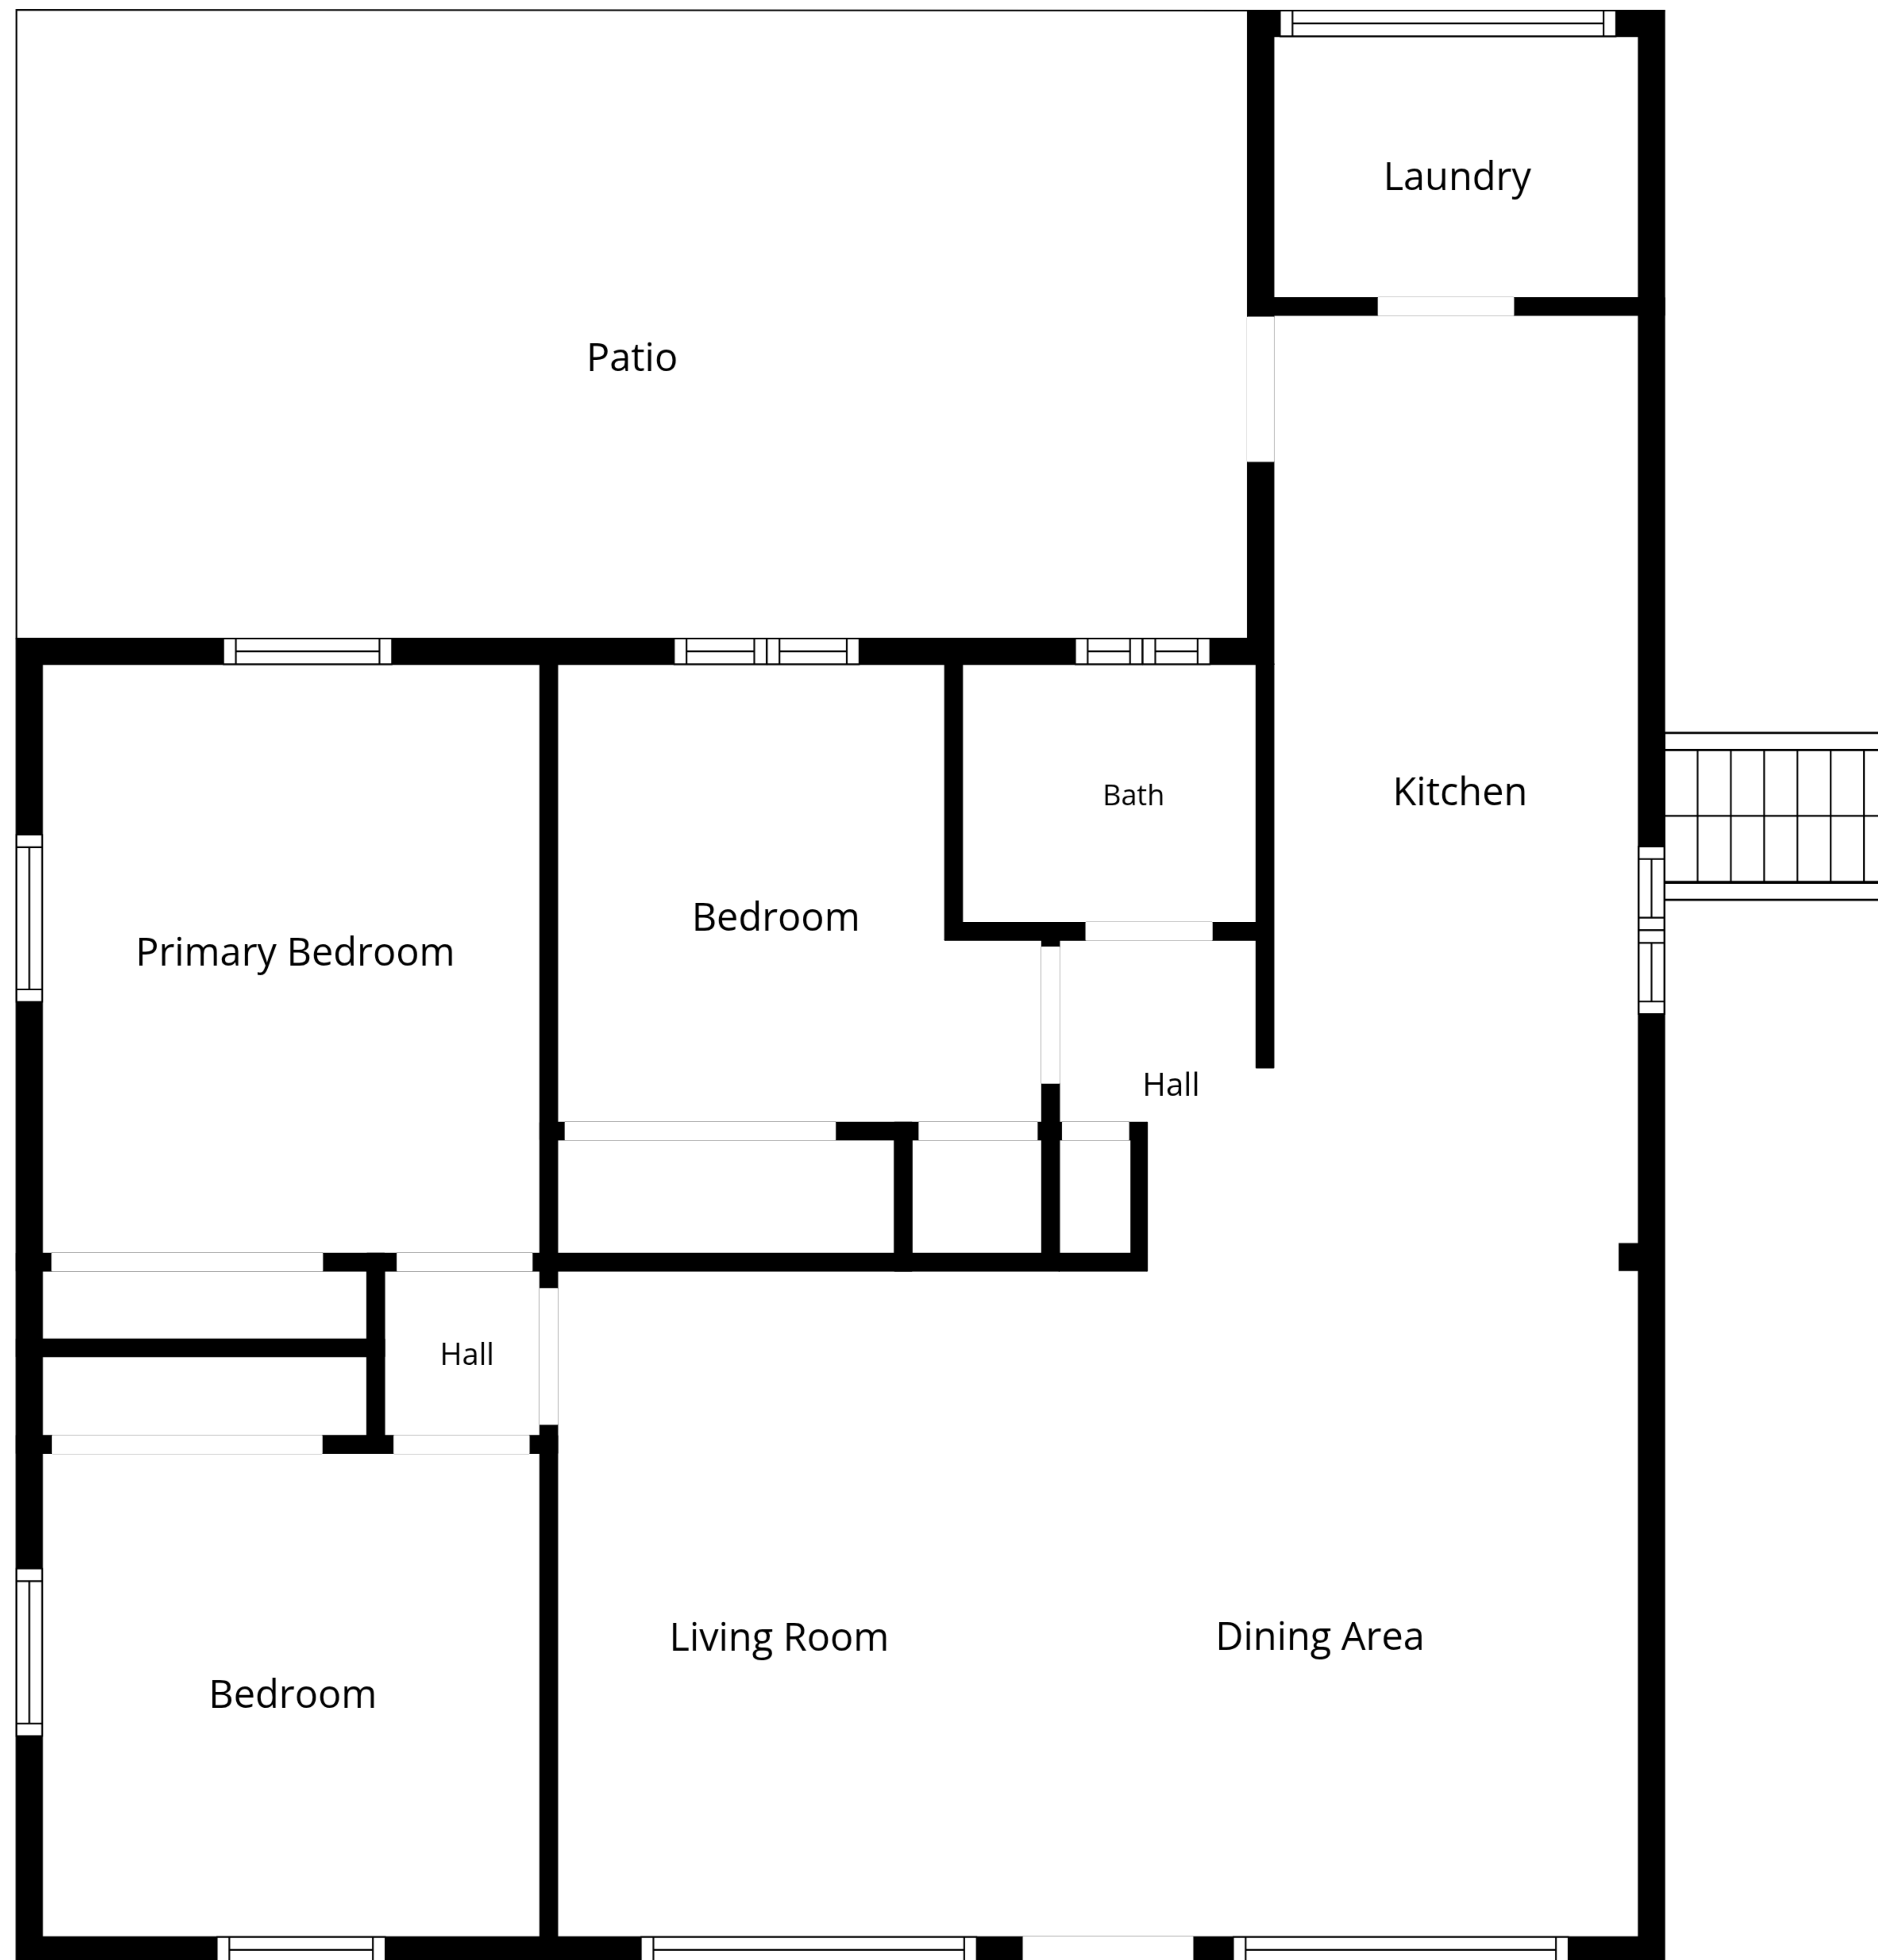 Laundry
Patio
Kitchen
Bath
Bedroom
Primary Bedroom
Hall
Hall
Living Room
Dining Area
Bedroom